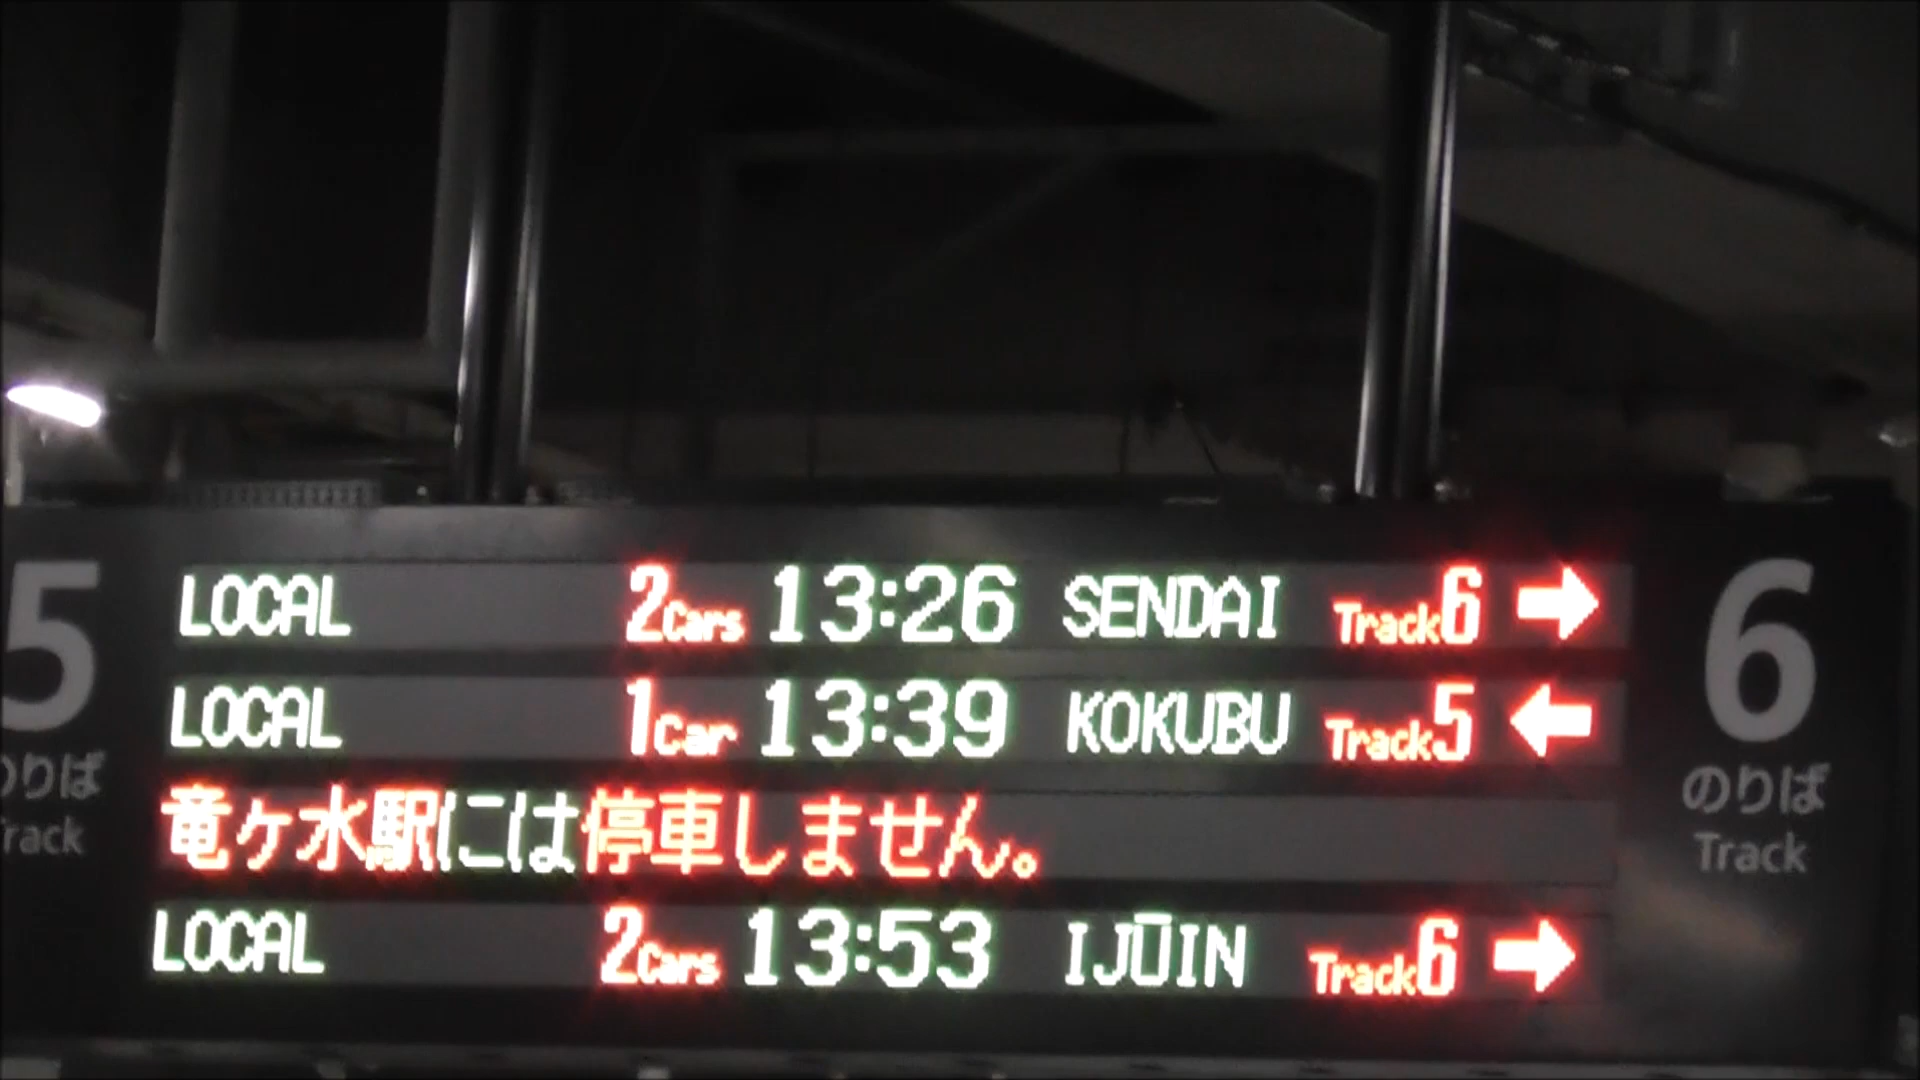 LOCAL 2Cars 13:26 SENDAI Track6 →
LOCAL 1Car 13:39 KOKUBU Track5 ←
竜ヶ水駅には停車しません。
LOCAL 2Cars 13:53 IJŪIN Track6 →
5
のりば
Track
6
のりば
Track